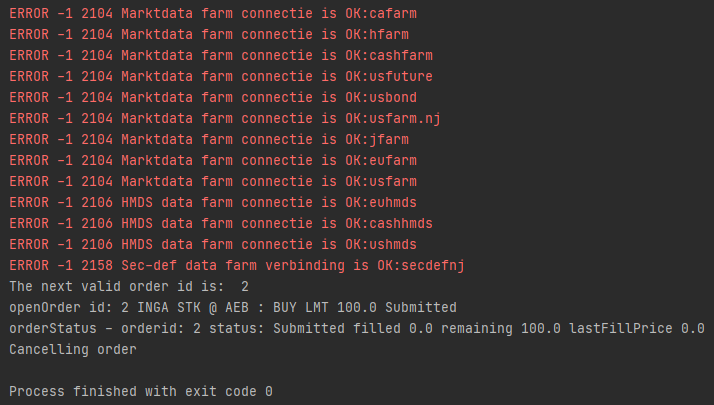 ERROR -1 2104 Marktdata farm connectie is OK:cafarm
ERROR -1 2104 Marktdata farm connectie is OK:hfarm
ERROR -1 2104 Marktdata farm connectie is OK:cashfarm
ERROR -1 2104 Marktdata farm connectie is OK:usfuture
ERROR -1 2104 Marktdata farm connectie is OK:usbond
ERROR -1 2104 Marktdata farm connectie is OK:usfarm.nj
ERROR -1 2104 Marktdata farm connectie is OK:jfarm
ERROR -1 2104 Marktdata farm connectie is OK:eufarm
ERROR -1 2104 Marktdata farm connectie is OK:usfarm
ERROR -1 2106 HMDS data farm connectie is OK:euhmds
ERROR -1 2106 HMDS data farm connectie is OK:cashhmds
ERROR -1 2106 HMDS data farm connectie is OK:ushmds
ERROR -1 2158 Sec-def data farm verbinding is OK:secdefnj
The next valid order id is:  2
openOrder id: 2 INGA STK @ AEB : BUY LMT 100.0 Submitted
orderStatus - orderid: 2 status: Submitted filled 0.0 remaining 100.0 lastFillPrice 0.0
Cancelling order
Process finished with exit code 0